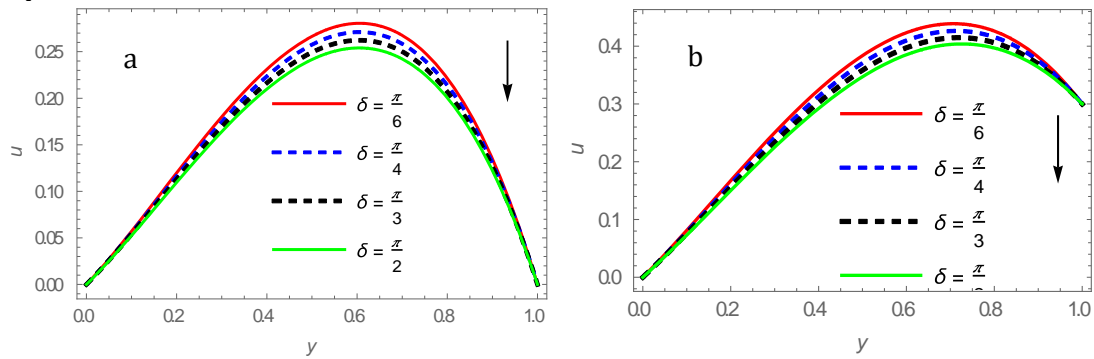 a
u
0.25
0.20
0.15
0.10
0.05
0.00
δ = π/6
δ = π/4
δ = π/3
δ = π/2
0.0 0.2 0.4 0.6 0.8 1.0
y
b
u
0.4
0.3
0.2
0.1
0.0
δ = π/6
δ = π/4
δ = π/3
δ = π
0.0 0.2 0.4 0.6 0.8 1.0
y